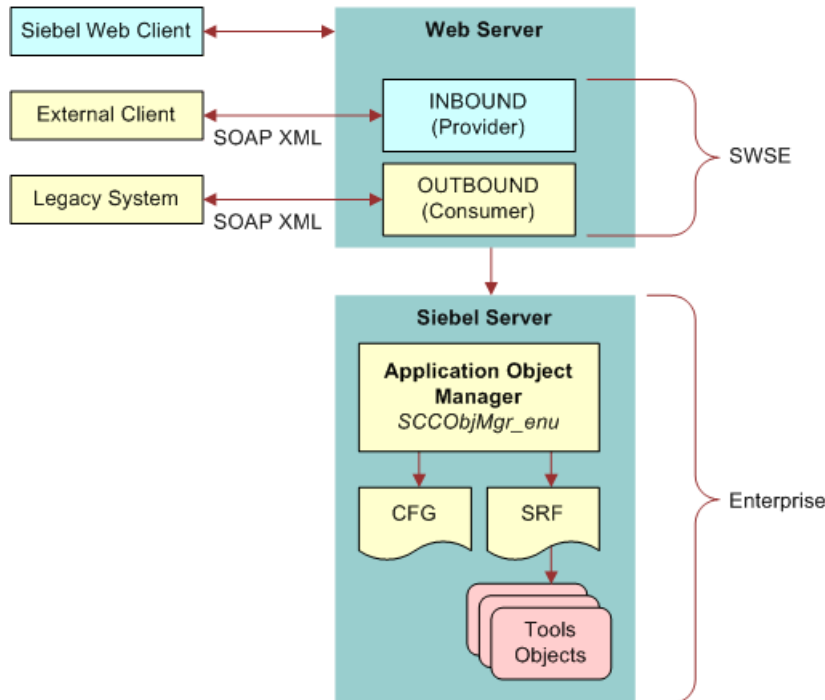 Siebel Web Client
Web Server
External Client
SOAP XML
INBOUND
(Provider)
SWSE
Legacy System
SOAP XML
OUTBOUND
(Consumer)
Siebel Server
Application Object
Manager
SCCObjMgr_enu
CFG
SRF
Enterprise
Tools
Objects